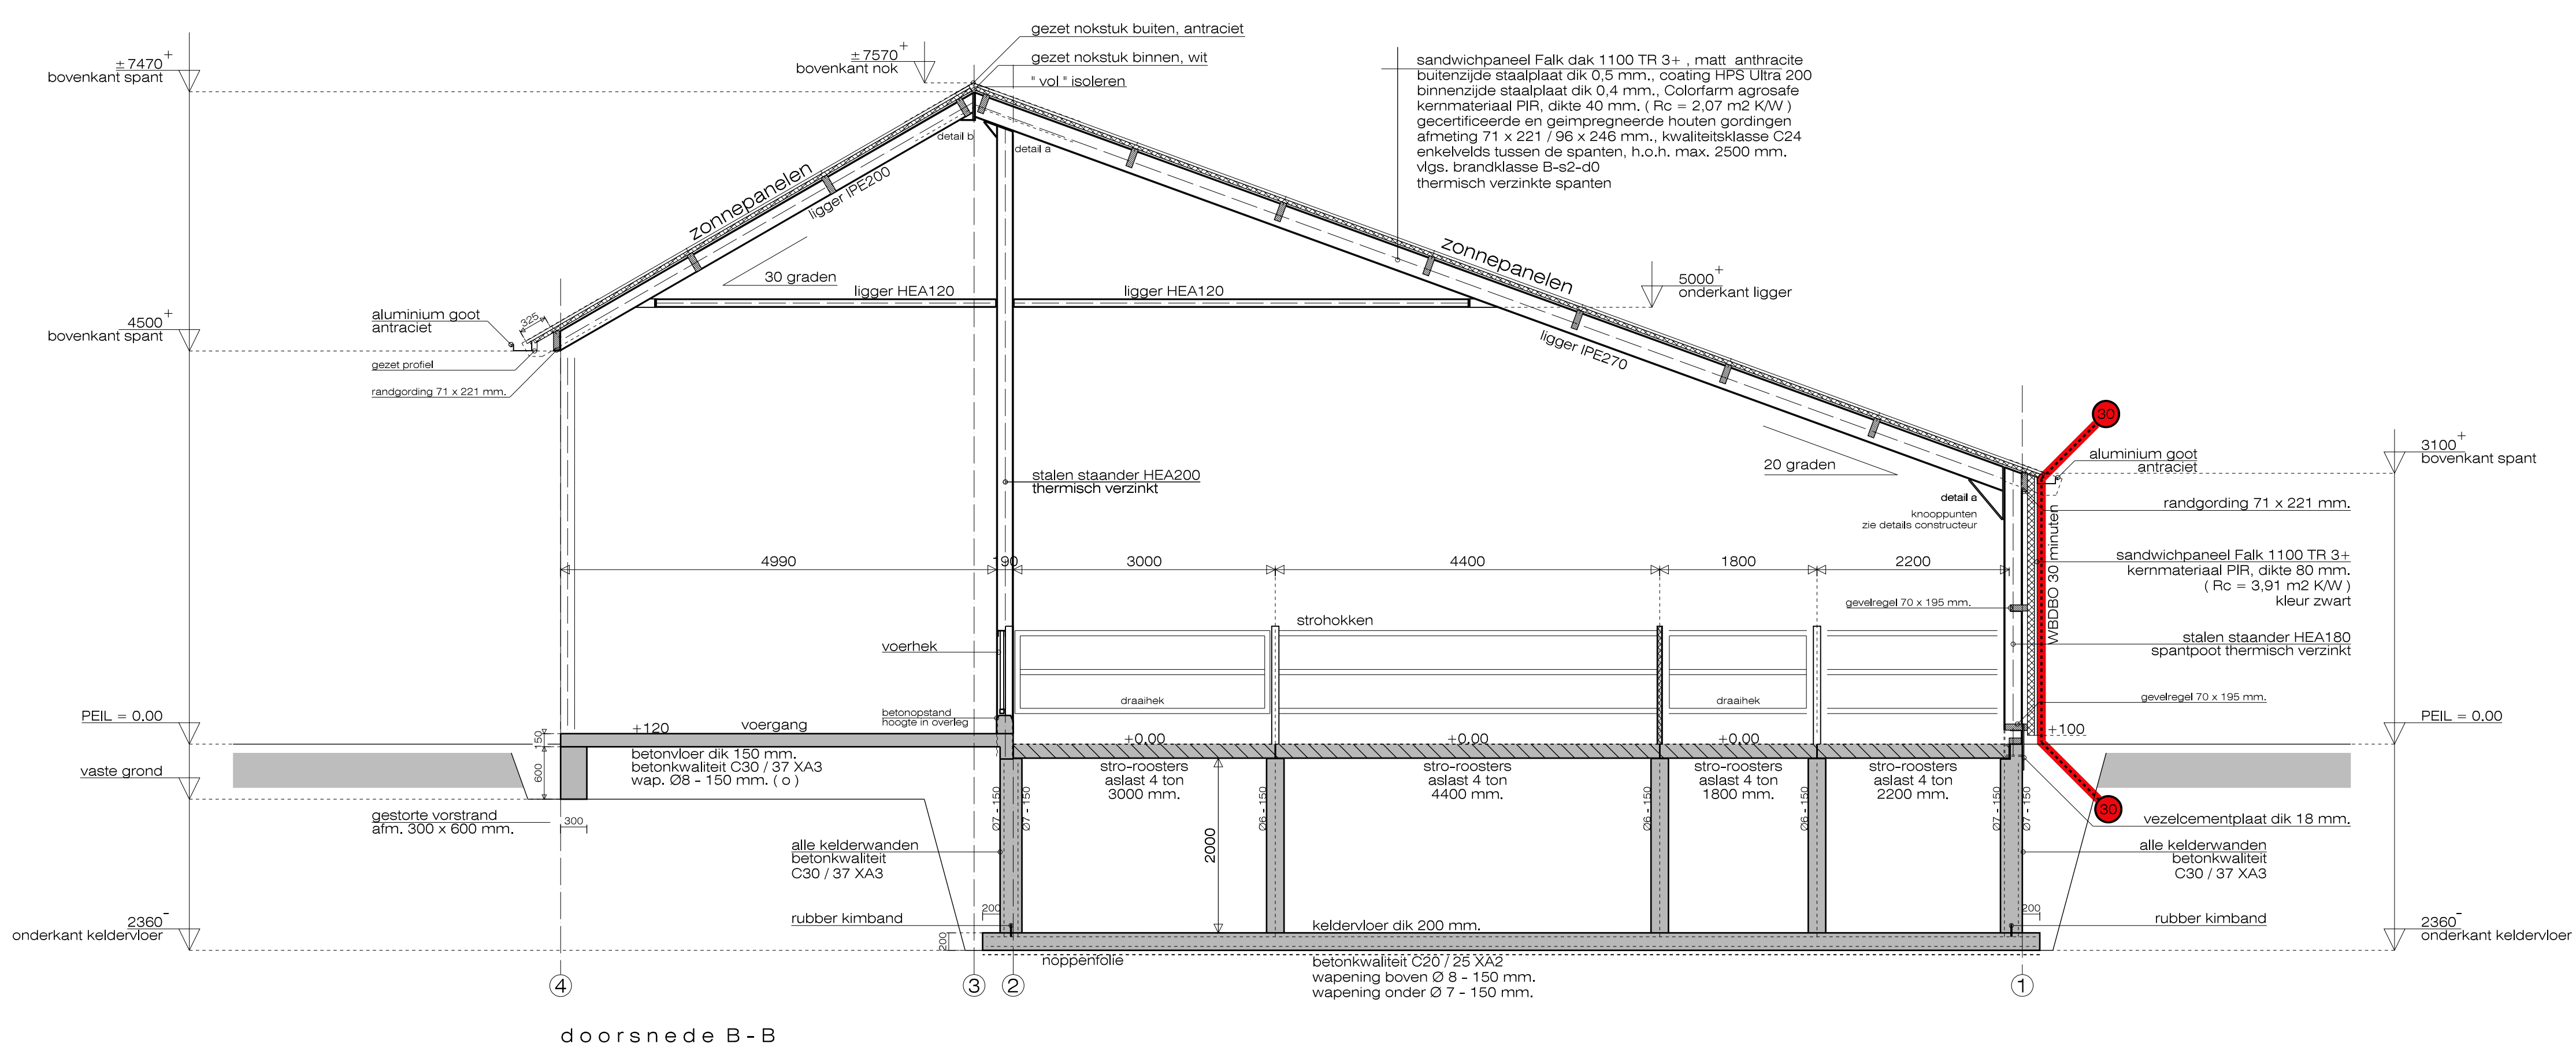 gezet nokstuk buiten, antraciet
gezet nokstuk binnen, wit
" vol " isoleren
±7470+
bovenkant spant
±7570+
bovenkant nok
sandwichpaneel Falk dak 1100 TR 3+ , matt anthracite
buitenzijde staalplaat dik 0,5 mm., coating HPS Ultra 200
binnenzijde staalplaat dik 0,4 mm., Colorfarm agrosafe
kernmateriaal PIR, dikte 40 mm. ( Rc = 2,07 m2 K/W )
gecertificeerde en geimpregneerde houten gordingen
afmeting 71 x 221 / 96 x 246 mm., kwaliteitsklasse C24
enkelvelds tussen de spanten, h.o.h. max. 2500 mm.
vlgs. brandklasse B-s2-d0
thermisch verzinkte spanten
detail b
detail a
zonnepanelen
ligger IPE200
zonnepanelen
30 graden
ligger HEA120
ligger HEA120
5000+
onderkant ligger
4500+
bovenkant spant
aluminium goot
antraciet
325
gezet profiel
randgording 71 x 221 mm.
ligger IPE270
30
3100+
bovenkant spant
aluminium goot
antraciet
20 graden
stalen staander HEA200
thermisch verzinkt
detail a
knooppunten
zie details constructeur
randgording 71 x 221 mm.
WBDBO 30 minuten
sandwichpaneel Falk 1100 TR 3+
kernmateriaal PIR, dikte 80 mm.
( Rc = 3,91 m2 K/W )
kleur zwart
4990
190
3000
4400
1800
2200
gevelregel 70 x 195 mm.
strohokken
voerhek
stalen staander HEA180
spantpoot thermisch verzinkt
draaihek
draaihek
gevelregel 70 x 195 mm.
PEIL = 0.00
betonopstand
hoogte in overleg
PEIL = 0.00
+120
voergang
+0.00
+0.00
+0.00
+100
150
600
betonvloer dik 150 mm.
betonkwaliteit C30 / 37 XA3
wap. Ø8 - 150 mm. ( o )
vaste grond
stro-roosters
aslast 4 ton
3000 mm.
stro-roosters
aslast 4 ton
4400 mm.
stro-roosters
aslast 4 ton
1800 mm.
stro-roosters
aslast 4 ton
2200 mm.
Ø7 - 150
Ø7 - 150
Ø6 - 150
Ø6 - 150
Ø6 - 150
Ø7 - 150
Ø7 - 150
30
gestorte vorstrand
afm. 300 x 600 mm.
300
vezelcementplaat dik 18 mm.
alle kelderwanden
betonkwaliteit
C30 / 37 XA3
2000
alle kelderwanden
betonkwaliteit
C30 / 37 XA3
2360-
onderkant keldervloer
rubber kimband
200
200
keldervloer dik 200 mm.
200
rubber kimband
2360-
onderkant keldervloer
noppenfolie
betonkwaliteit C20 / 25 XA2
wapening boven Ø 8 - 150 mm.
wapening onder Ø 7 - 150 mm.
4
3
2
1
doorsnede B-B